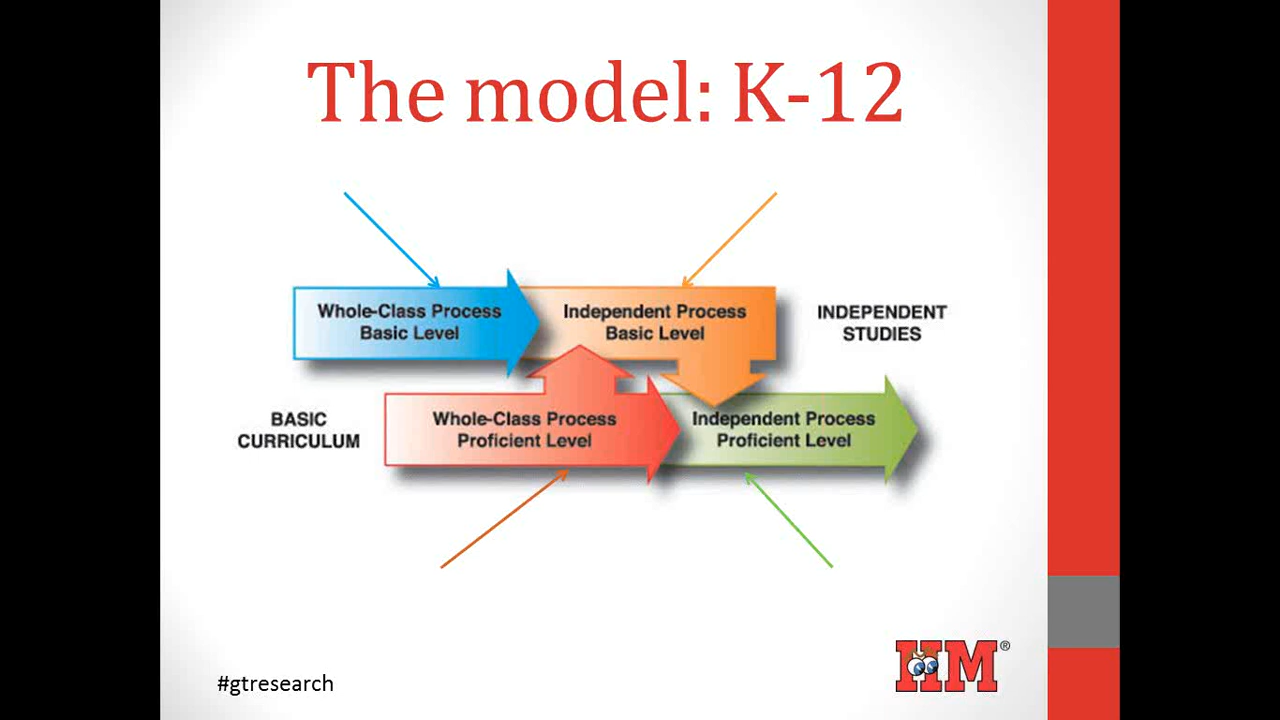 The model: K-12
Whole-Class Process
Basic Level
Independent Process
Basic Level
INDEPENDENT
STUDIES
BASIC
CURRICULUM
Whole-Class Process
Proficient Level
Independent Process
Proficient Level
#gtresearch
HM®